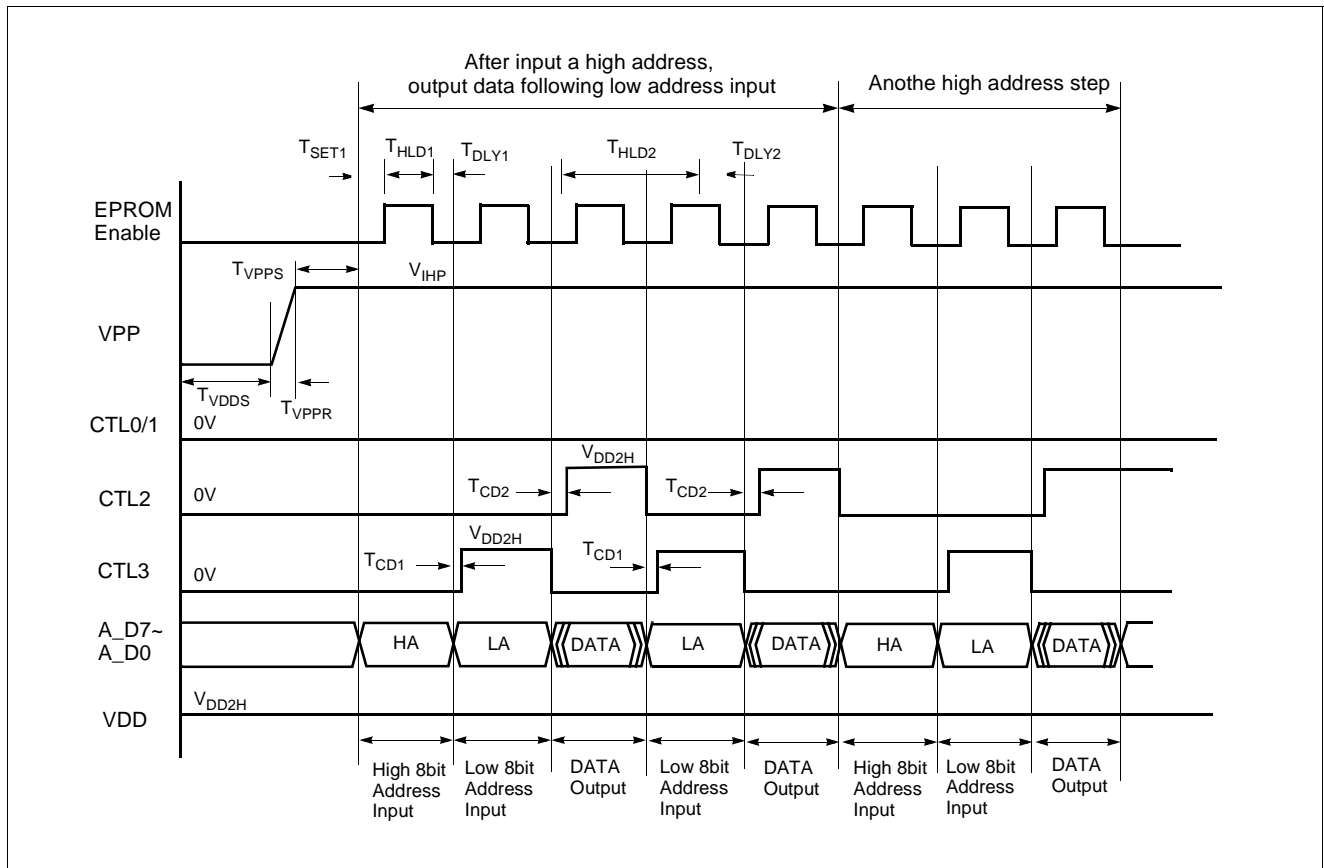 After input a high address,
output data following low address input
Anothe high address step
TSET1
THLD1
TDLY1
THLD2
TDLY2
EPROM
Enable
TVPPS
VIHP
VPP
TVDDS
TVPPR
CTL0/1
0V
VDD2H
CTL2
0V
TCD2
TCD2
VDD2H
CTL3
0V
TCD1
TCD1
A_D7~
A_D0
HA
LA
DATA
LA
DATA
HA
LA
DATA
VDD2H
VDD
High 8bit
Address
Input
Low 8bit
Address
Input
DATA
Output
Low 8bit
Address
Input
DATA
Output
High 8bit
Address
Input
Low 8bit
Address
Input
DATA
Output